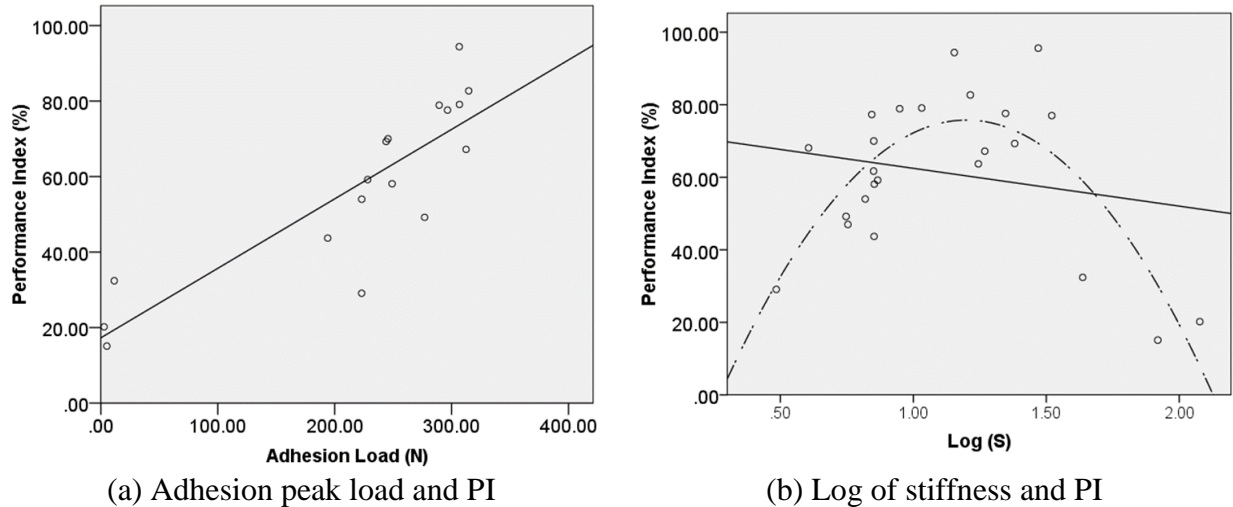 100.00
80.00
60.00
40.00
20.00
.00
Performance Index (%)
.00 100.00 200.00 300.00 400.00
Adhesion Load (N)
(a) Adhesion peak load and PI
100.00
80.00
60.00
40.00
20.00
.00
Performance Index (%)
.50 1.00 1.50 2.00
Log (S)
(b) Log of stiffness and PI